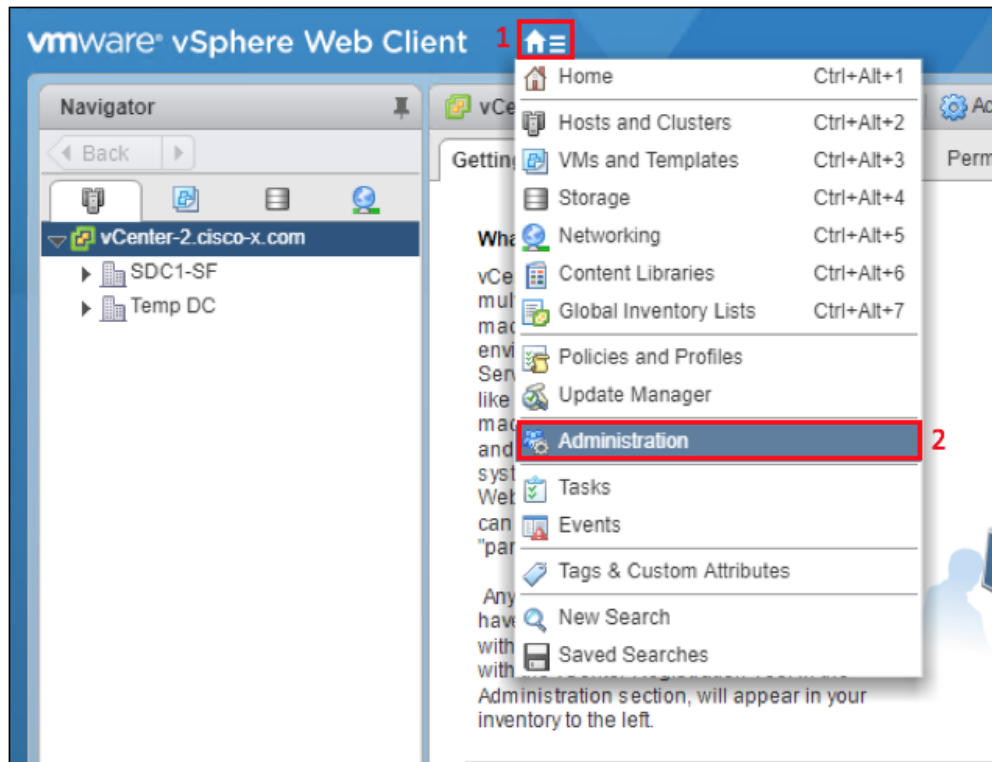 vmware® vSphere Web Client
1
Navigator
Back
vCenter-2.cisco-x.com
SDC1-SF
Temp DC
Home Ctrl+Alt+1
Hosts and Clusters Ctrl+Alt+2
VMs and Templates Ctrl+Alt+3
Storage Ctrl+Alt+4
Networking Ctrl+Alt+5
Content Libraries Ctrl+Alt+6
Global Inventory Lists Ctrl+Alt+7
Policies and Profiles
Update Manager
Administration 2
Tasks
Events
Tags & Custom Attributes
New Search
Saved Searches
Administration section, will appear in your
inventory to the left.